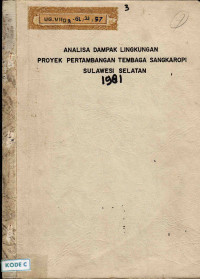 3
ANALISA DAMPAK LINGKUNGAN
PROYEK PERTAMBANGAN TEMBAGA SANGKAROPI
SULAWESI SELATAN
1981
KODE C